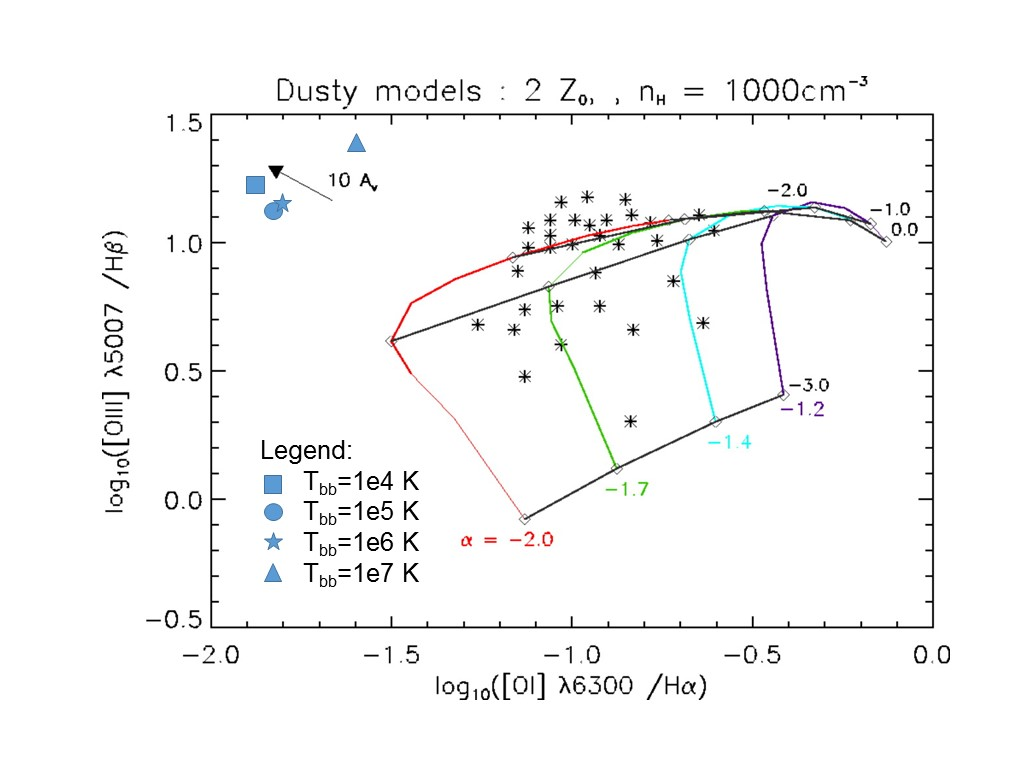 Dusty models : 2 Z₀, , n_H = 1000cm⁻³
1.5
1.0
0.5
0.0
−0.5
log₁₀([OIII] λ5007 /Hβ)
10 Aᵥ
−2.0
−1.0
0.0
−3.0
−1.2
−1.4
−1.7
α = −2.0
Legend:
T_bb=1e4 K
T_bb=1e5 K
T_bb=1e6 K
T_bb=1e7 K
−2.0 −1.5 −1.0 −0.5 0.0
log₁₀([OI] λ6300 /Hα)